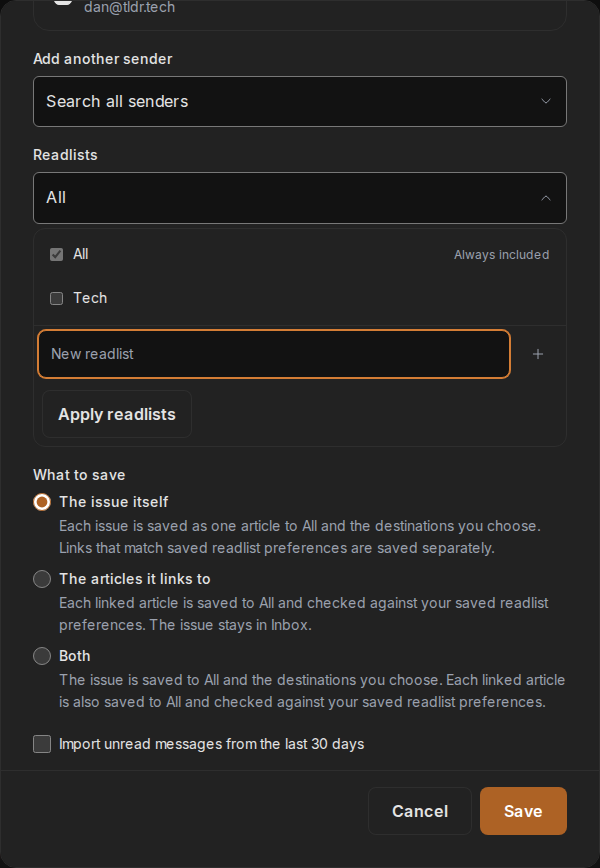 dan@tldr.tech
Add another sender
Search all senders
Readlists
All
All
Always included
Tech
New readlist
Apply readlists
What to save
The issue itself
Each issue is saved as one article to All and the destinations you choose.
Links that match saved readlist preferences are saved separately.
The articles it links to
Each linked article is saved to All and checked against your saved readlist
preferences. The issue stays in Inbox.
Both
The issue is saved to All and the destinations you choose. Each linked article
is also saved to All and checked against your saved readlist preferences.
Import unread messages from the last 30 days
Cancel
Save